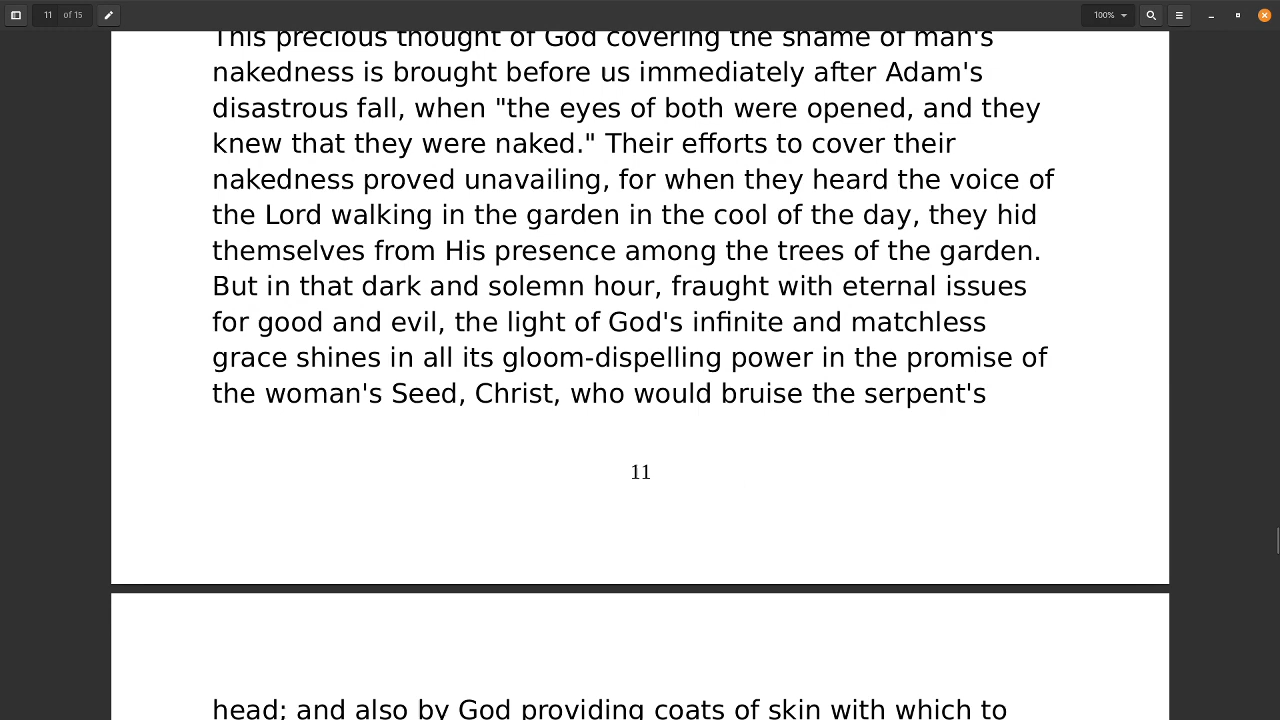 11 of 15
100%
This precious thought of God covering the shame of man's
nakedness is brought before us immediately after Adam's
disastrous fall, when "the eyes of both were opened, and they
knew that they were naked." Their efforts to cover their
nakedness proved unavailing, for when they heard the voice of
the Lord walking in the garden in the cool of the day, they hid
themselves from His presence among the trees of the garden.
But in that dark and solemn hour, fraught with eternal issues
for good and evil, the light of God's infinite and matchless
grace shines in all its gloom-dispelling power in the promise of
the woman's Seed, Christ, who would bruise the serpent's
11
head; and also by God providing coats of skin with which to